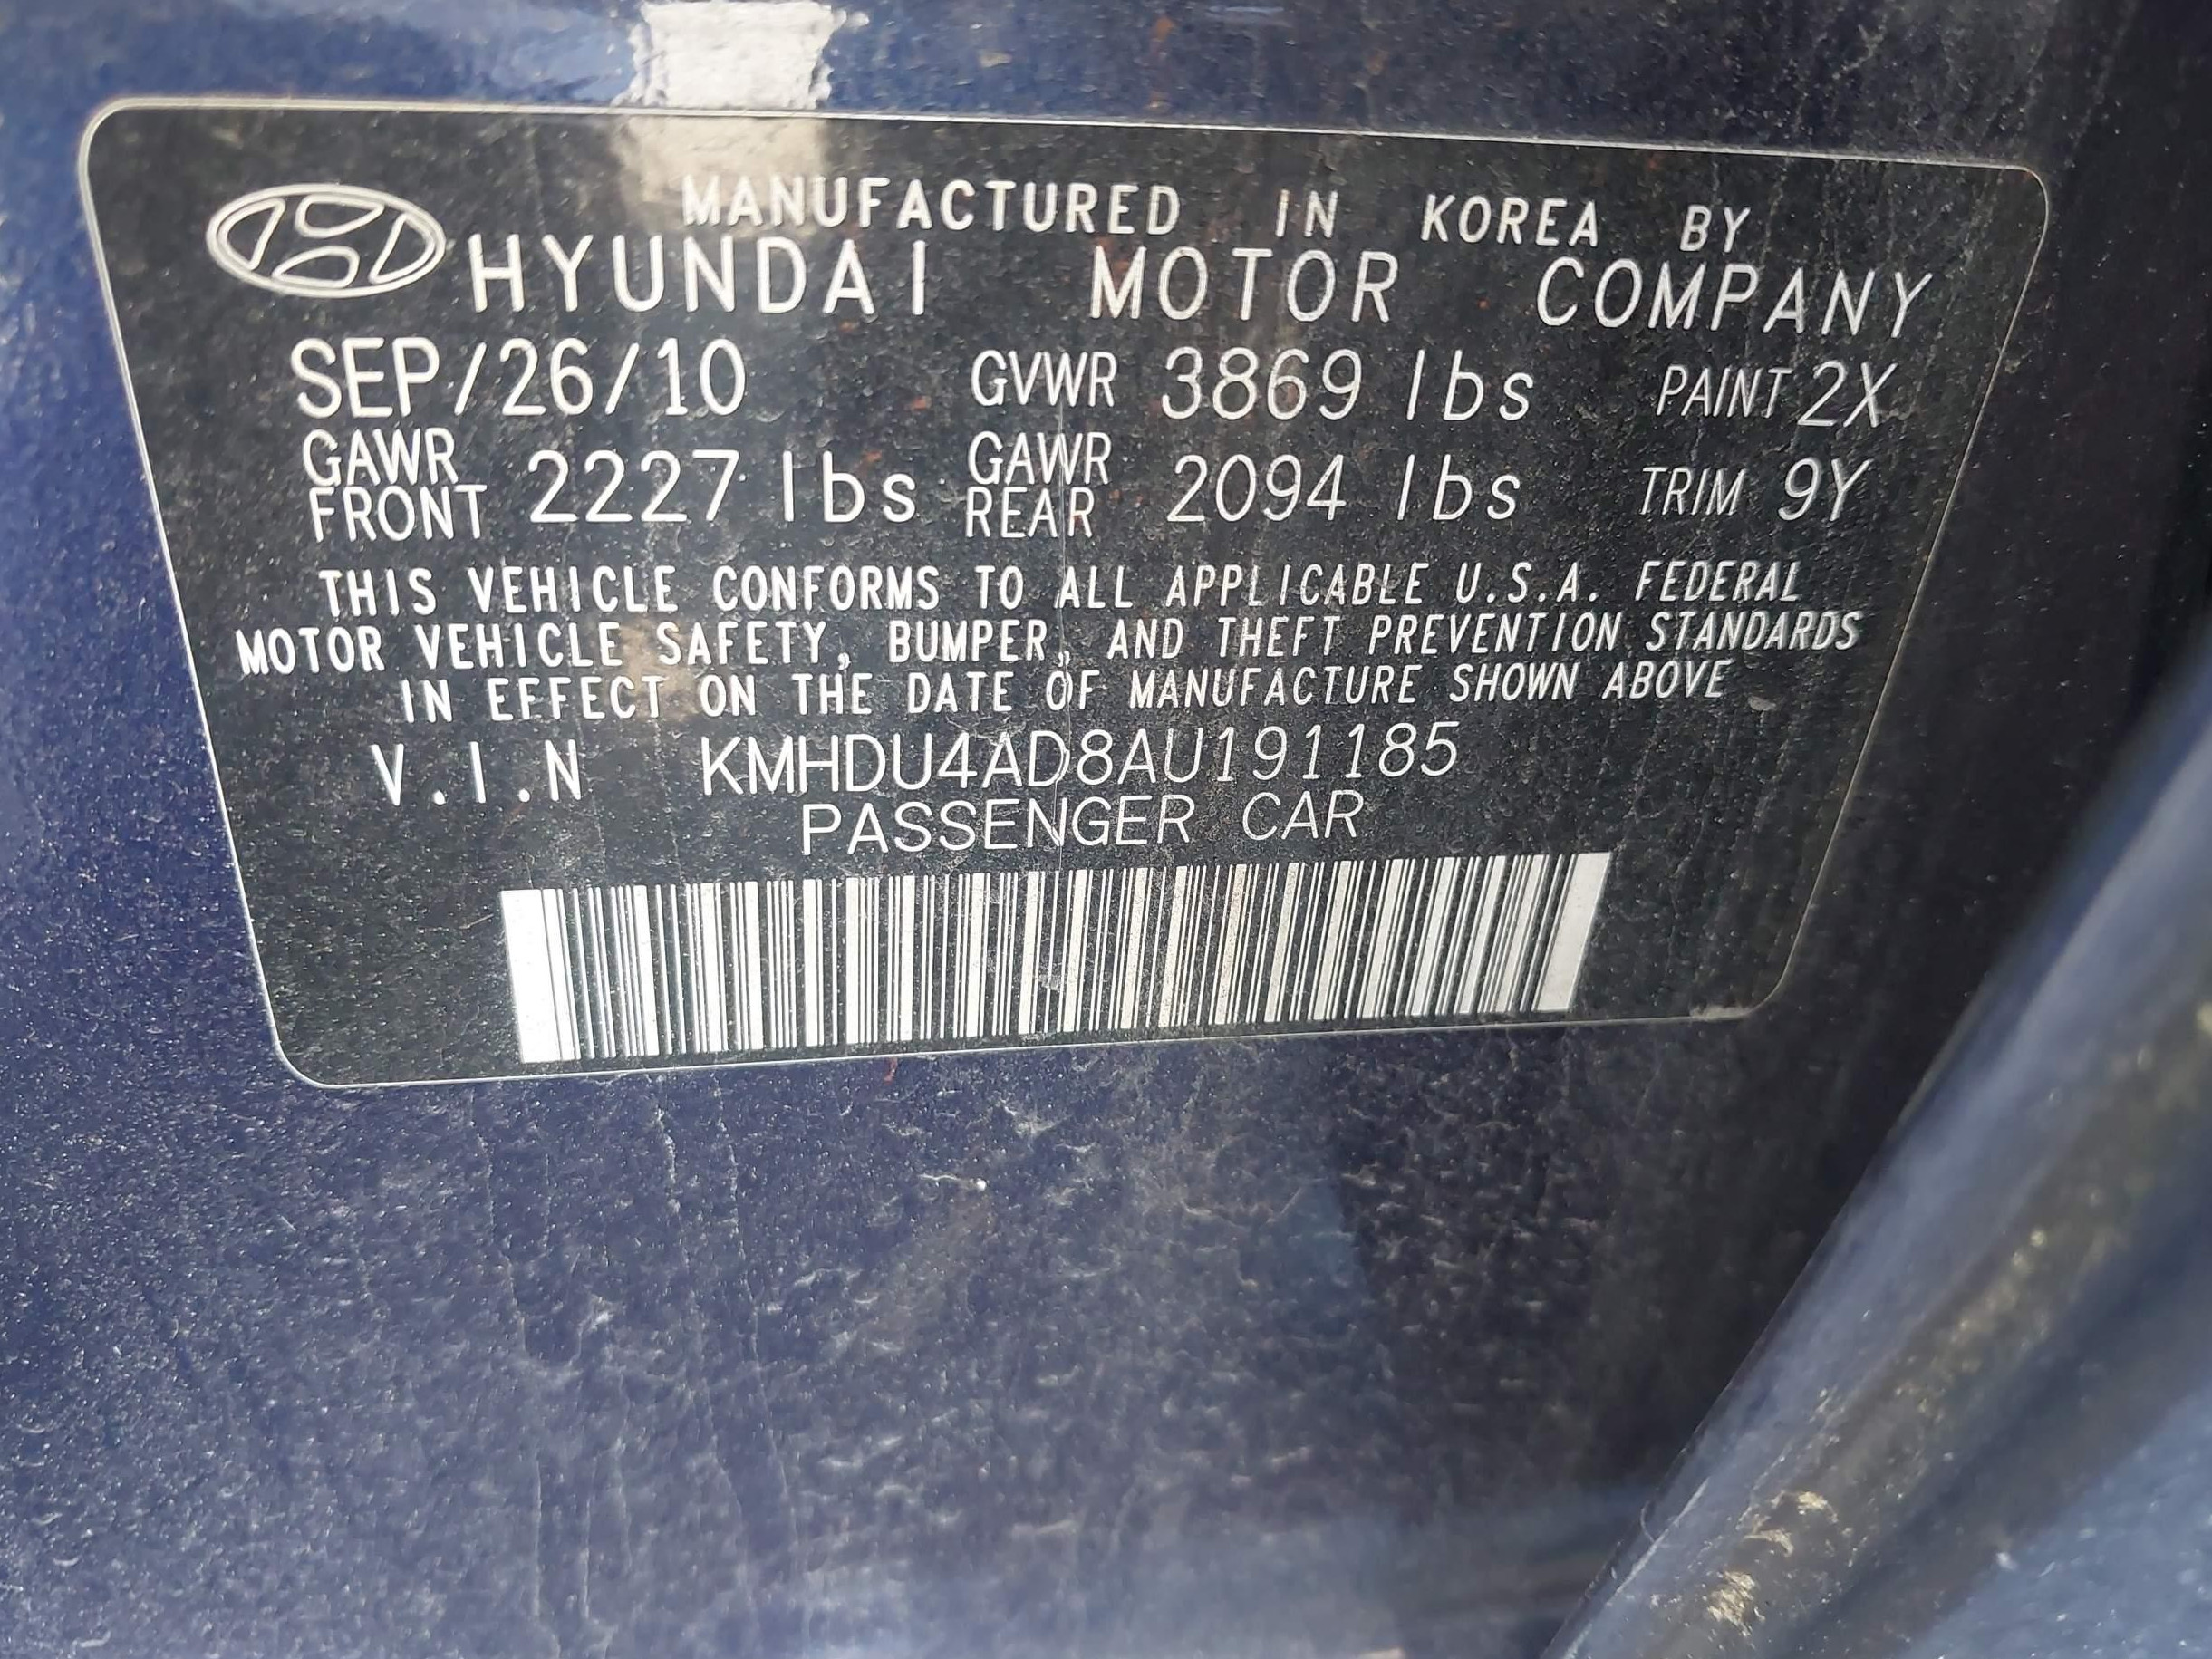 MANUFACTURED IN KOREA BY
HYUNDAI MOTOR COMPANY
SEP/26/10 GVWR 3869 lbs PAINT 2X
GAWR FRONT 2227 lbs GAWR REAR 2094 lbs TRIM 9Y
THIS VEHICLE CONFORMS TO ALL APPLICABLE U.S.A. FEDERAL
MOTOR VEHICLE SAFETY, BUMPER, AND THEFT PREVENTION STANDARDS
IN EFFECT ON THE DATE OF MANUFACTURE SHOWN ABOVE
V.I.N KMHDU4AD8AU191185
PASSENGER CAR